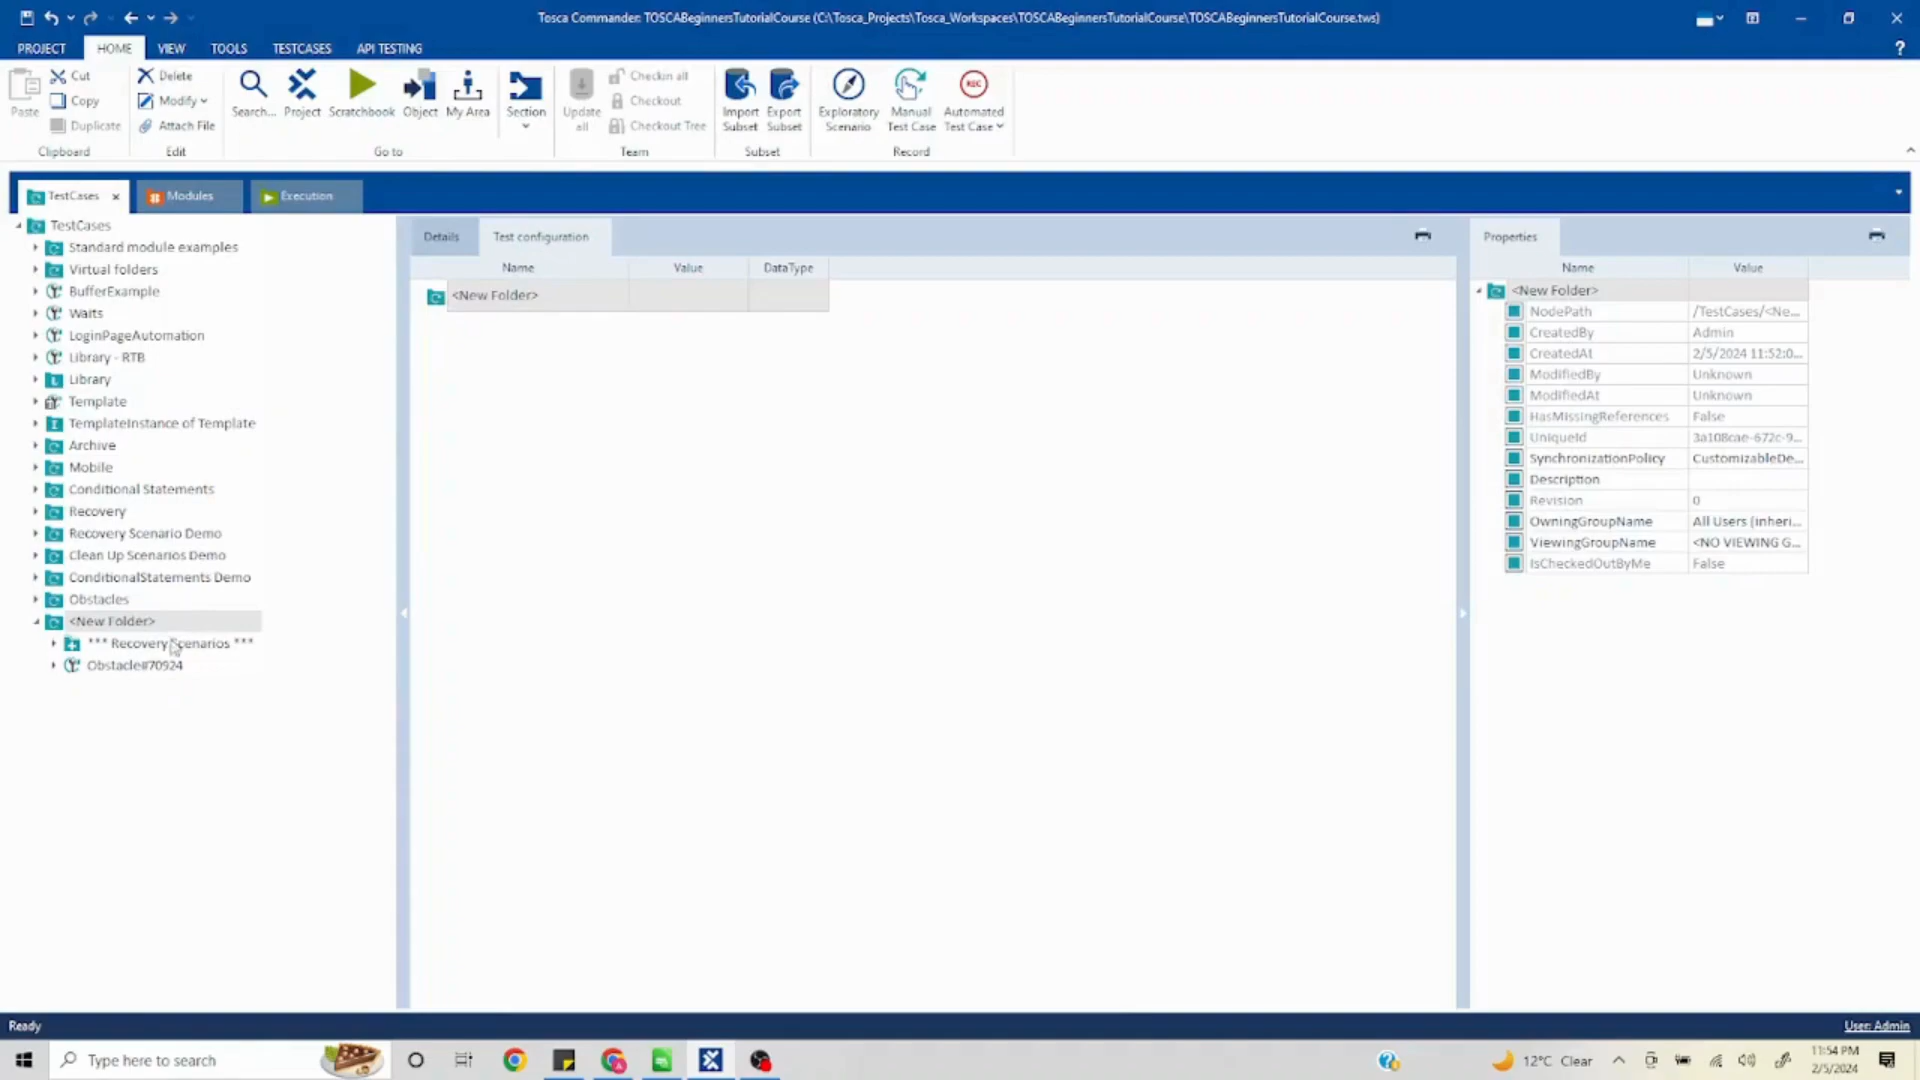 Tosca Commander: TOSCABeginnersTutorialCourse (C:\Tosca_Projects\Tosca_Workspaces\TOSCABeginnersTutorialCourse\TOSCABeginnersTutorialCourse.tws)
PROJECT HOME VIEW TOOLS TESTCASES API TESTING ?
Paste Cut Copy Duplicate
Clipboard
Delete Modify Attach File
Edit
Search... Project Scratchbook Object My Area
Go to
Section
Update all Checkin all Checkout Checkout Tree
Team
Import Subset Export Subset
Subset
Exploratory Scenario Manual Test Case REC Automated Test Case
Record
TestCases x Modules Execution
TestCases
Standard module examples
Virtual folders
BufferExample
Waits
LoginPageAutomation
Library - RTB
Library
Template
TemplateInstance of Template
Archive
Mobile
Conditional Statements
Recovery
Recovery Scenario Demo
Clean Up Scenarios Demo
ConditionalStatements Demo
Obstacles
<New Folder>
*** Recovery Scenarios ***
Obstacle#70924
Details Test configuration
Name Value DataType
<New Folder>
Properties
Name Value
<New Folder>
NodePath /TestCases/<Ne...
CreatedBy Admin
CreatedAt 2/5/2024 11:52:0...
ModifiedBy Unknown
ModifiedAt Unknown
HasMissingReferences False
UniqueId 3a108cae-672c-9...
SynchronizationPolicy CustomizableDe...
Description
Revision 0
OwningGroupName All Users (inheri...
ViewingGroupName <NO VIEWING G...
IsCheckedOutByMe False
Ready User: Admin
Type here to search 12°C Clear 11:54 PM
2/5/2024